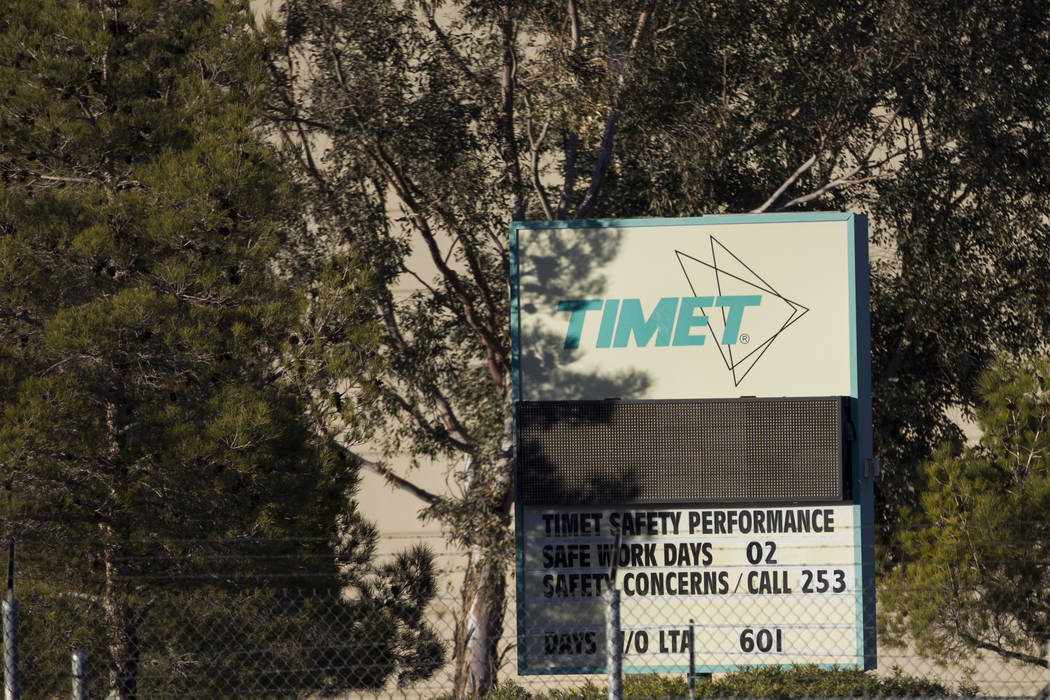 TIMET®
TIMET SAFETY PERFORMANCE
SAFE WORK DAYS 02
SAFETY CONCERNS / CALL 253
DAYS W/O LTA 601